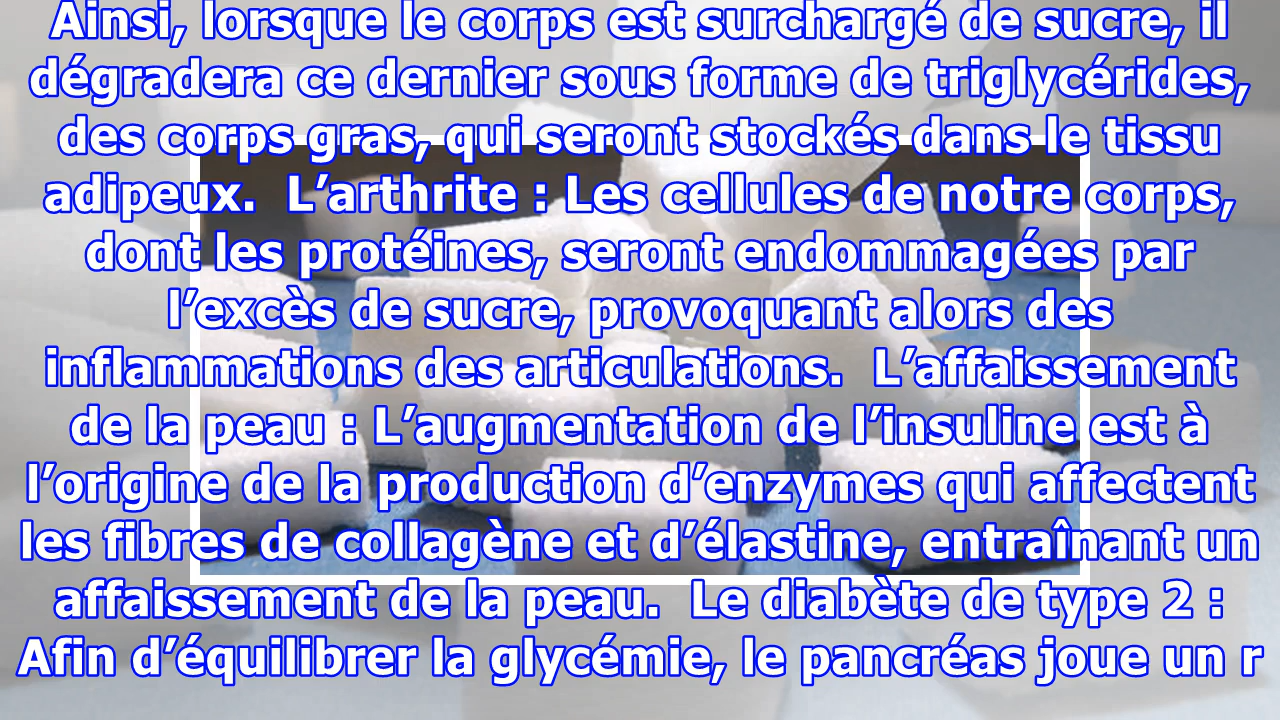 Ainsi, lorsque le corps est surchargé de sucre, il
dégradera ce dernier sous forme de triglycérides,
des corps gras, qui seront stockés dans le tissu
adipeux.  L’arthrite : Les cellules de notre corps,
dont les protéines, seront endommagées par
l’excès de sucre, provoquant alors des
inflammations des articulations.  L’affaissement
de la peau : L’augmentation de l’insuline est à
l’origine de la production d’enzymes qui affectent
les fibres de collagène et d’élastine, entraînant un
affaissement de la peau.  Le diabète de type 2 :
Afin d’équilibrer la glycémie, le pancréas joue un r